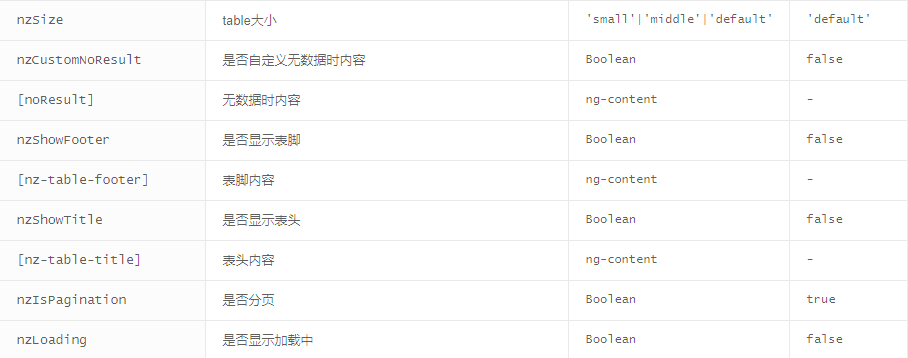 nzSize table大小 'small'|'middle'|'default' 'default'
nzCustomNoResult 是否自定义无数据时内容 Boolean false
[noResult] 无数据时内容 ng-content -
nzShowFooter 是否显示表脚 Boolean false
[nz-table-footer] 表脚内容 ng-content -
nzShowTitle 是否显示表头 Boolean false
[nz-table-title] 表头内容 ng-content -
nzIsPagination 是否分页 Boolean true
nzLoading 是否显示加载中 Boolean false